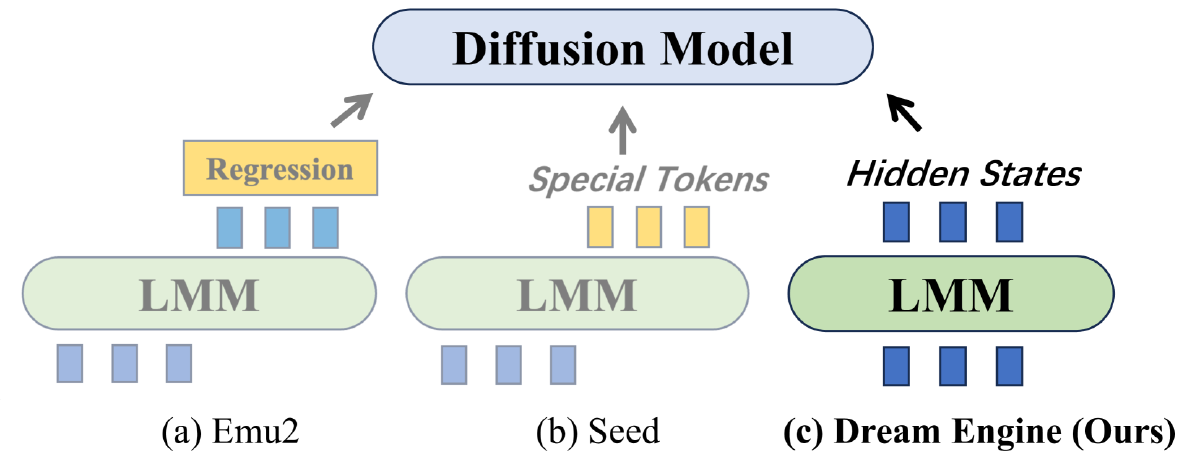 Diffusion Model
Regression
Special Tokens
Hidden States
LMM
LMM
LMM
(a) Emu2
(b) Seed
(c) Dream Engine (Ours)